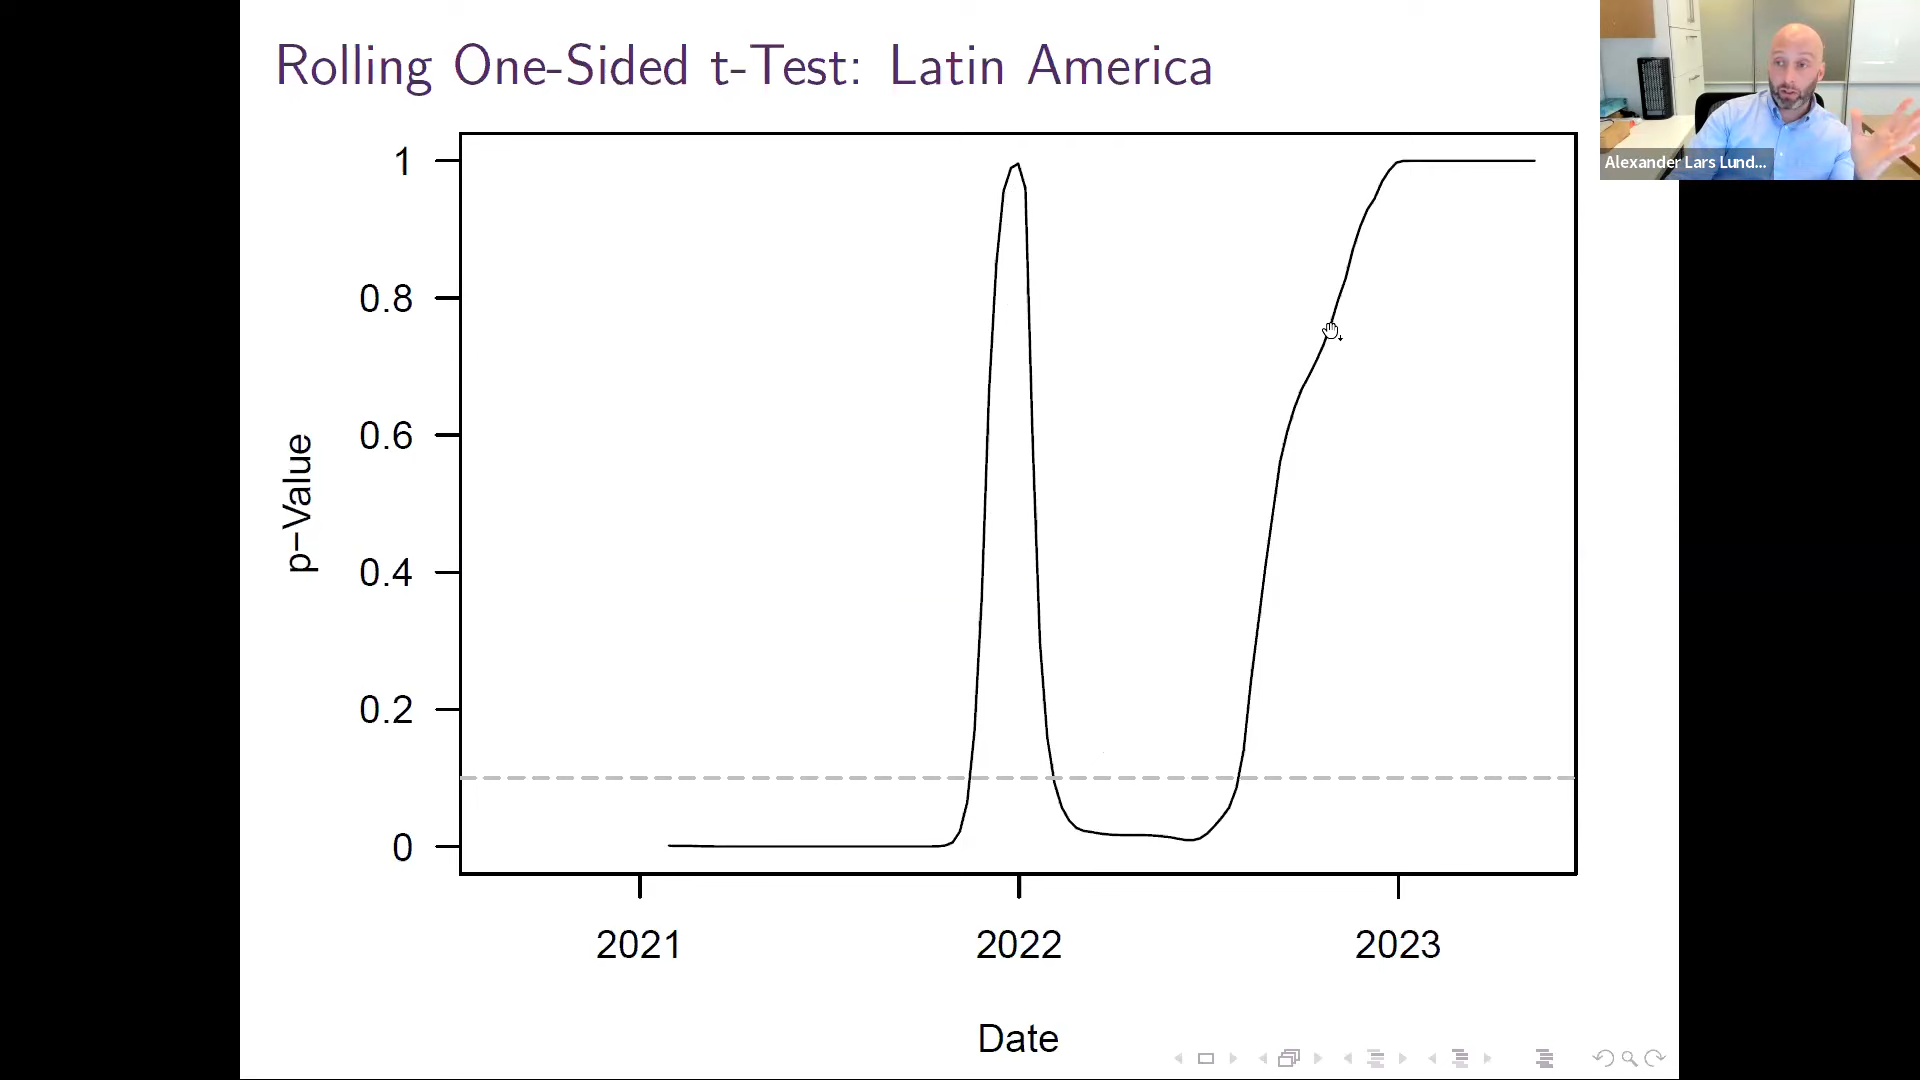 Rolling One-Sided t-Test: Latin America
Alexander Lars Lund...
1
0.8
0.6
0.4
0.2
0
p-Value
2021
2022
2023
Date